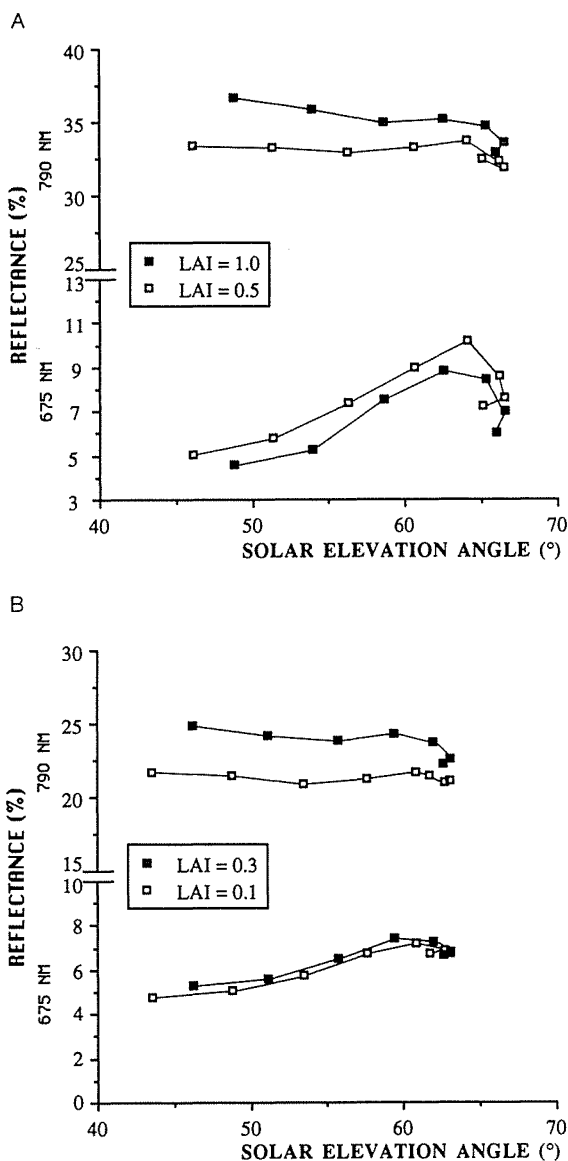 A
40
35
30
25
13
11
9
7
5
3
790 NM
675 NM
REFLECTANCE (%)
LAI = 1.0
LAI = 0.5
40 50 60 70
SOLAR ELEVATION ANGLE (°)
B
30
25
20
15
10
8
6
4
2
0
790 NM
675 NM
REFLECTANCE (%)
LAI = 0.3
LAI = 0.1
40 50 60 70
SOLAR ELEVATION ANGLE (°)